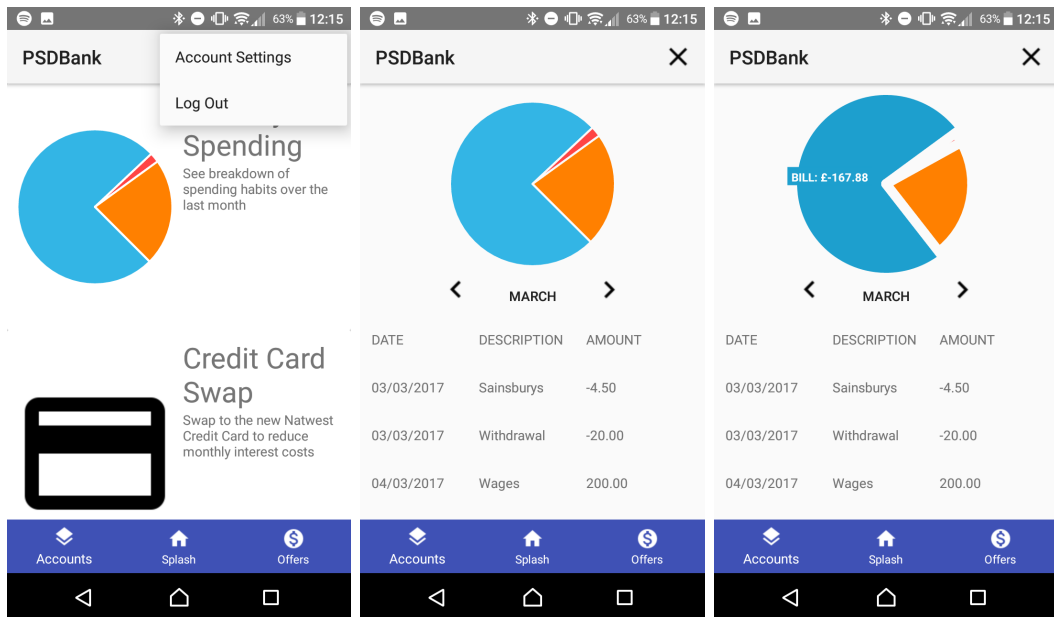 63% 12:15
PSDBank
Account Settings
Log Out
Spending
See breakdown of
spending habits over the
last month
Credit Card
Swap
Swap to the new Natwest
Credit Card to reduce
monthly interest costs
Accounts Splash Offers
63% 12:15
PSDBank
MARCH
DATE DESCRIPTION AMOUNT
03/03/2017 Sainsburys -4.50
03/03/2017 Withdrawal -20.00
04/03/2017 Wages 200.00
Accounts Splash Offers
63% 12:15
PSDBank
BILL: £-167.88
MARCH
DATE DESCRIPTION AMOUNT
03/03/2017 Sainsburys -4.50
03/03/2017 Withdrawal -20.00
04/03/2017 Wages 200.00
Accounts Splash Offers